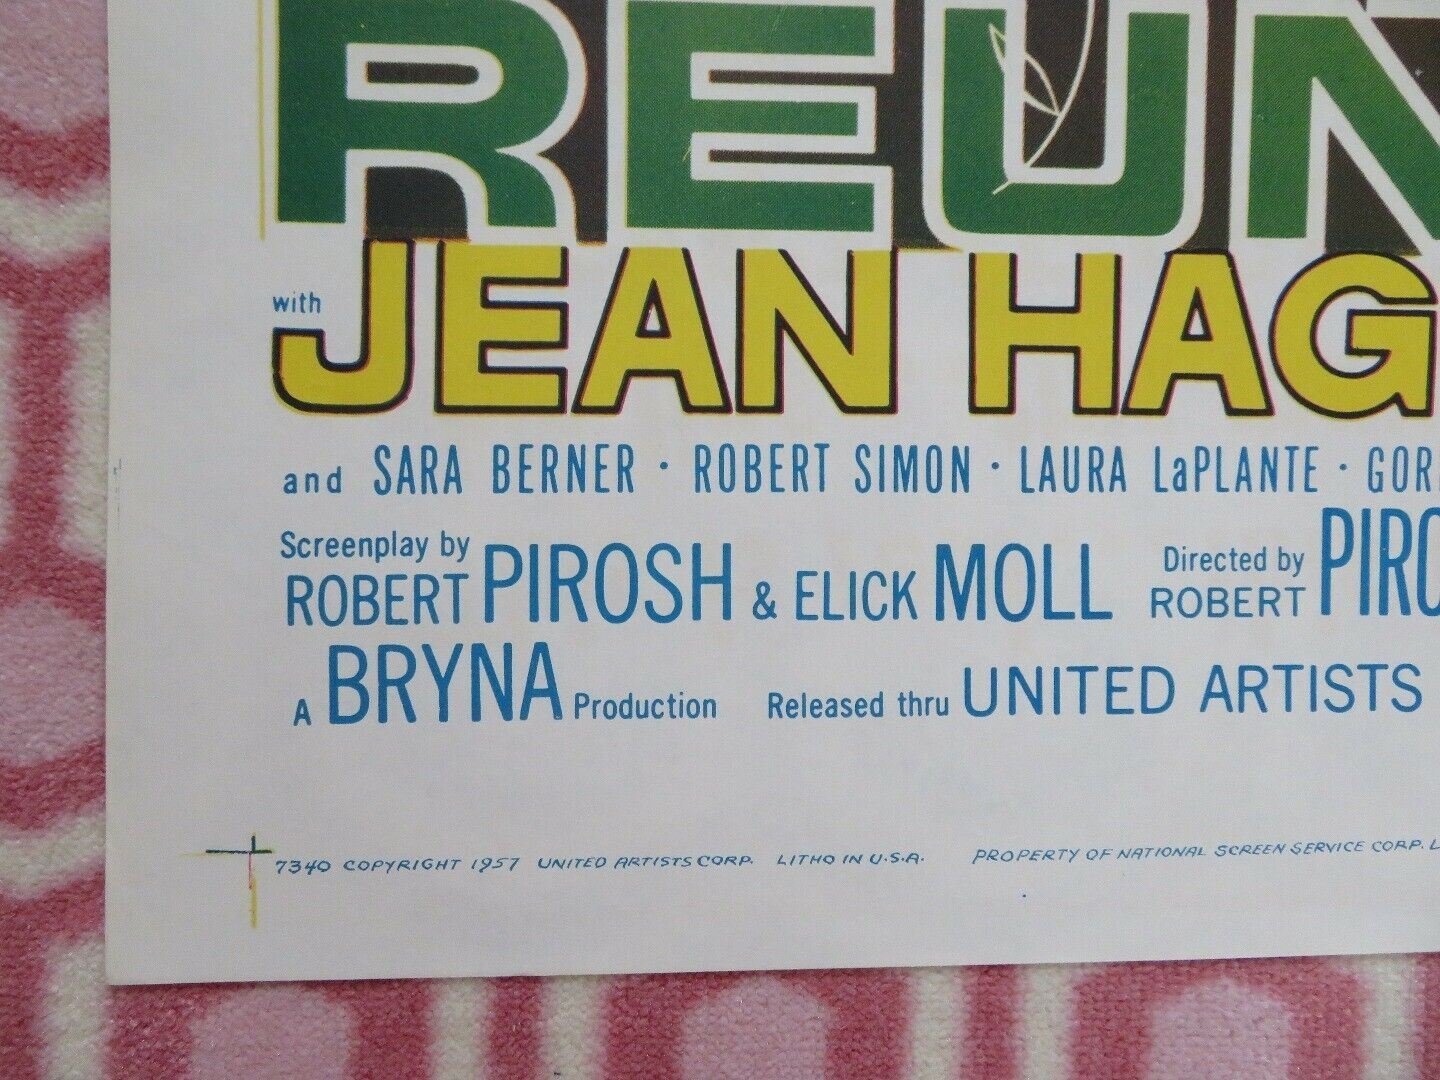 REUN
with JEAN HAG
and SARA BERNER · ROBERT SIMON · LAURA LaPLANTE · GOR
Screenplay by ROBERT PIROSH & ELICK MOLL Directed by ROBERT PIRO
A BRYNA Production Released thru UNITED ARTISTS
7340 COPYRIGHT 1957 UNITED ARTISTS CORP. LITHO IN U.S.A. PROPERTY OF NATIONAL SCREEN SERVICE CORP. L